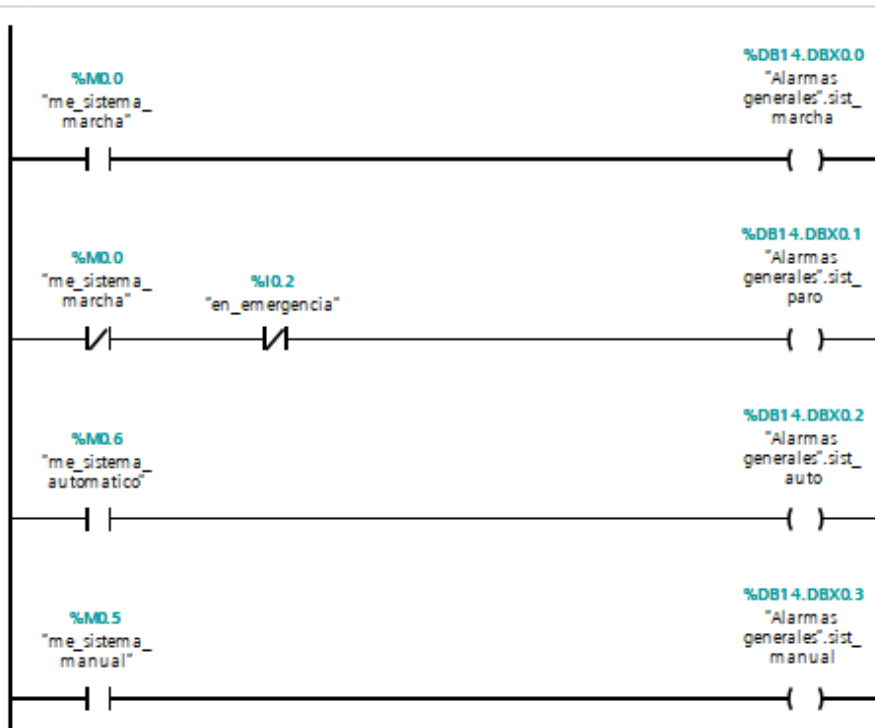 %M0.0
"me_sistema_
marcha"
%DB14.DBX0.0
"Alarmas
generales".sist_
marcha
%M0.0
"me_sistema_
marcha"
%I0.2
"en_emergencia"
%DB14.DBX0.1
"Alarmas
generales".sist_
paro
%M0.6
"me_sistema_
automatico"
%DB14.DBX0.2
"Alarmas
generales".sist_
auto
%M0.5
"me_sistema_
manual"
%DB14.DBX0.3
"Alarmas
generales".sist_
manual